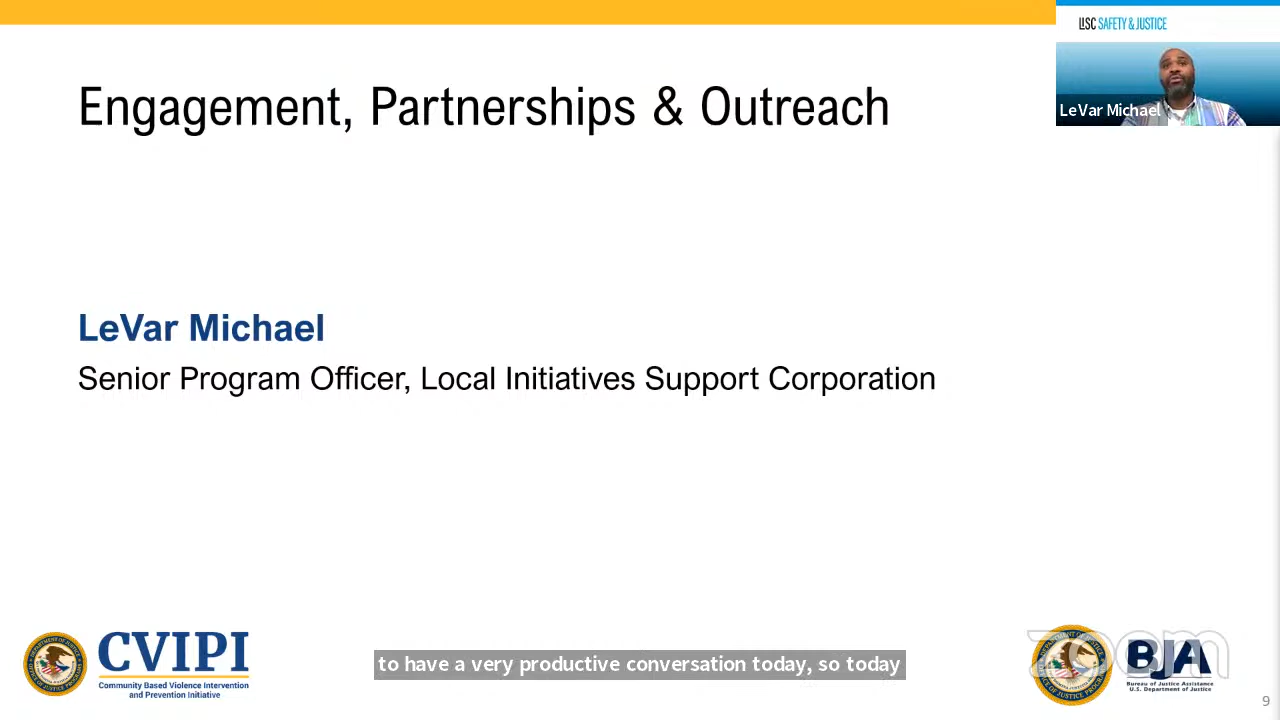 LISC SAFETY & JUSTICE
LeVar Michael
Engagement, Partnerships & Outreach
LeVar Michael
Senior Program Officer, Local Initiatives Support Corporation
CVIPI
Community Based Violence Intervention
and Prevention Initiative
to have a very productive conversation today, so today
zoom
BJA
Bureau of Justice Assistance
U.S. Department of Justice
9